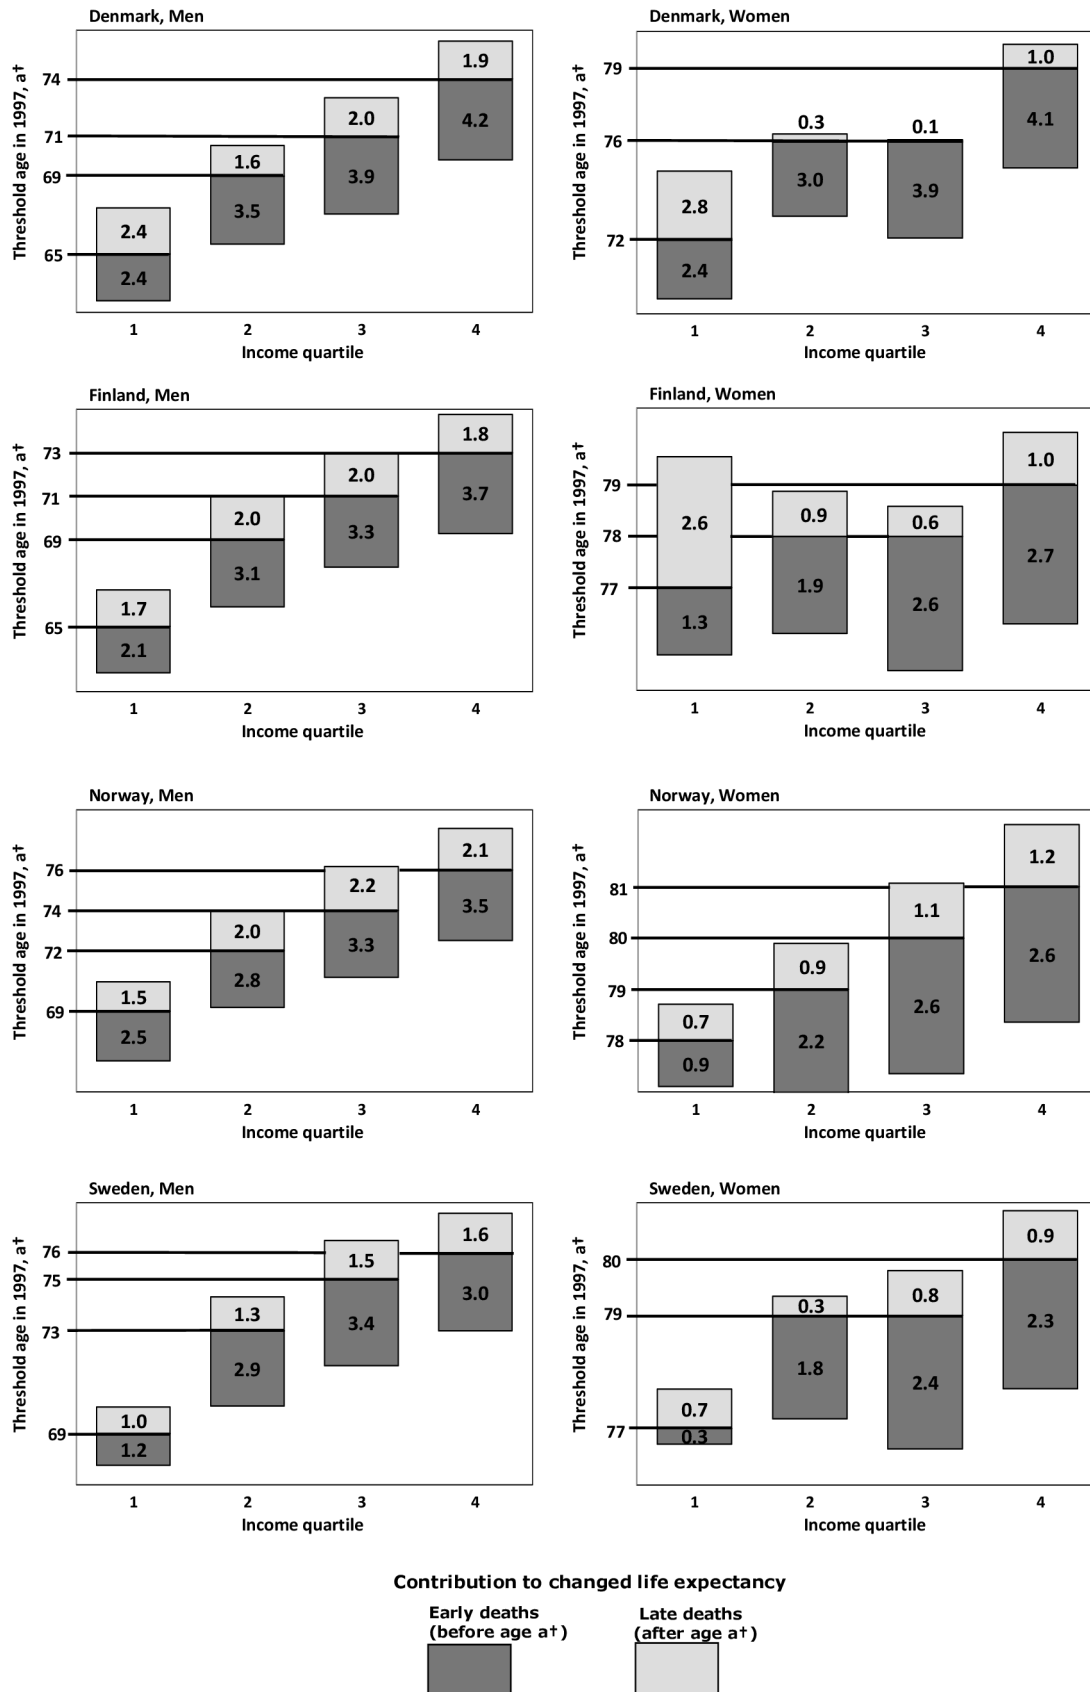 Denmark, Men
Threshold age in 1997, a†
74
71
69
65
1.9
4.2
2.0
3.9
1.6
3.5
2.4
2.4
1 2 3 4
Income quartile
Denmark, Women
Threshold age in 1997, a†
79
76
72
1.0
4.1
0.3
0.1
3.0
3.9
2.8
2.4
1 2 3 4
Income quartile
Finland, Men
Threshold age in 1997, a†
73
71
69
65
1.8
3.7
2.0
3.3
2.0
3.1
1.7
2.1
1 2 3 4
Income quartile
Finland, Women
Threshold age in 1997, a†
79
78
77
1.0
2.7
2.6
0.9
0.6
1.9
2.6
1.3
1 2 3 4
Income quartile
Norway, Men
Threshold age in 1997, a†
76
74
72
69
2.1
3.5
2.2
3.3
2.0
2.8
1.5
2.5
1 2 3 4
Income quartile
Norway, Women
Threshold age in 1997, a†
81
80
79
78
1.2
2.6
1.1
2.6
0.9
2.2
0.7
0.9
1 2 3 4
Income quartile
Sweden, Men
Threshold age in 1997, a†
76
75
73
69
1.6
3.0
1.5
3.4
1.3
2.9
1.0
1.2
1 2 3 4
Income quartile
Sweden, Women
Threshold age in 1997, a†
80
79
77
0.9
2.3
0.8
2.4
0.3
1.8
0.7
0.3
1 2 3 4
Income quartile
Contribution to changed life expectancy
Early deaths
(before age a†)
Late deaths
(after age a†)